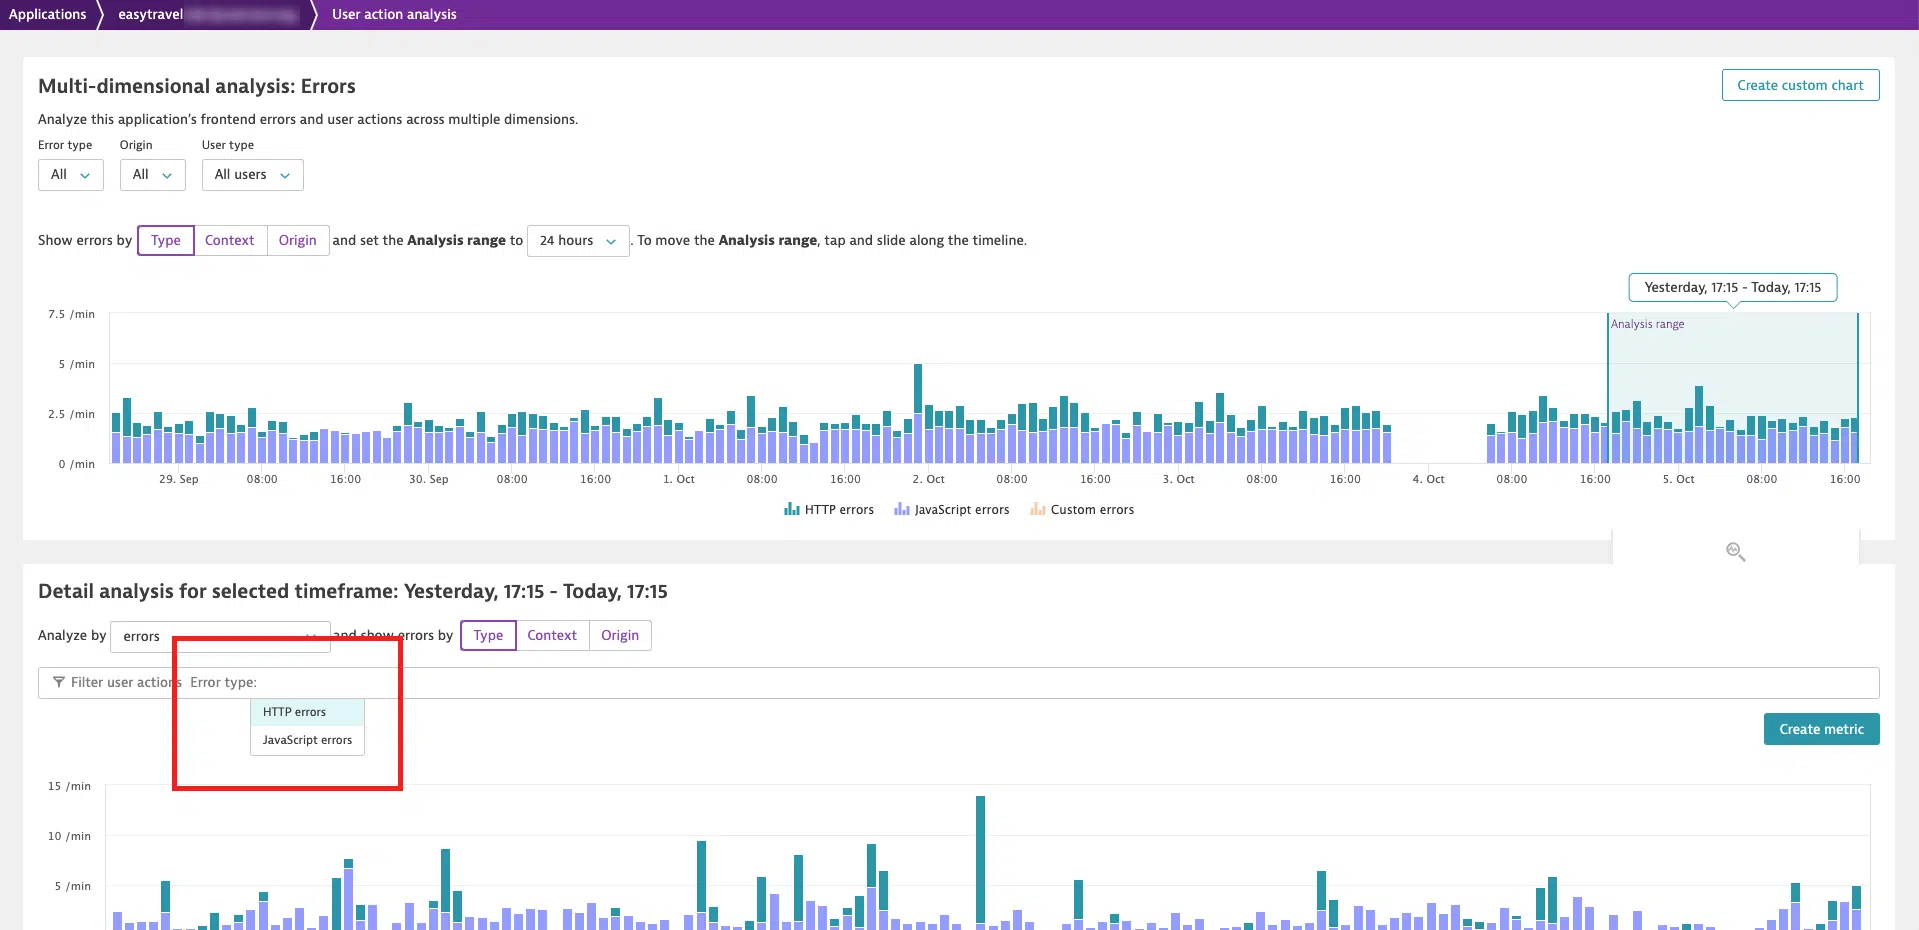 Applications easytravel User action analysis
Multi-dimensional analysis: Errors
Create custom chart
Analyze this application's frontend errors and user actions across multiple dimensions.
Error type Origin User type
All All All users
Show errors by Type Context Origin and set the Analysis range to 24 hours . To move the Analysis range, tap and slide along the timeline.
Yesterday, 17:15 - Today, 17:15
7.5 /min
Analysis range
5 /min
2.5 /min
0 /min
29. Sep 08:00 16:00 30. Sep 08:00 16:00 1. Oct 08:00 16:00 2. Oct 08:00 16:00 3. Oct 08:00 16:00 4. Oct 08:00 16:00 5. Oct 08:00 16:00
HTTP errors JavaScript errors Custom errors
Detail analysis for selected timeframe: Yesterday, 17:15 - Today, 17:15
Analyze by errors and show errors by Type Context Origin
Filter user actions Error type:
HTTP errors
JavaScript errors
Create metric
15 /min
10 /min
5 /min